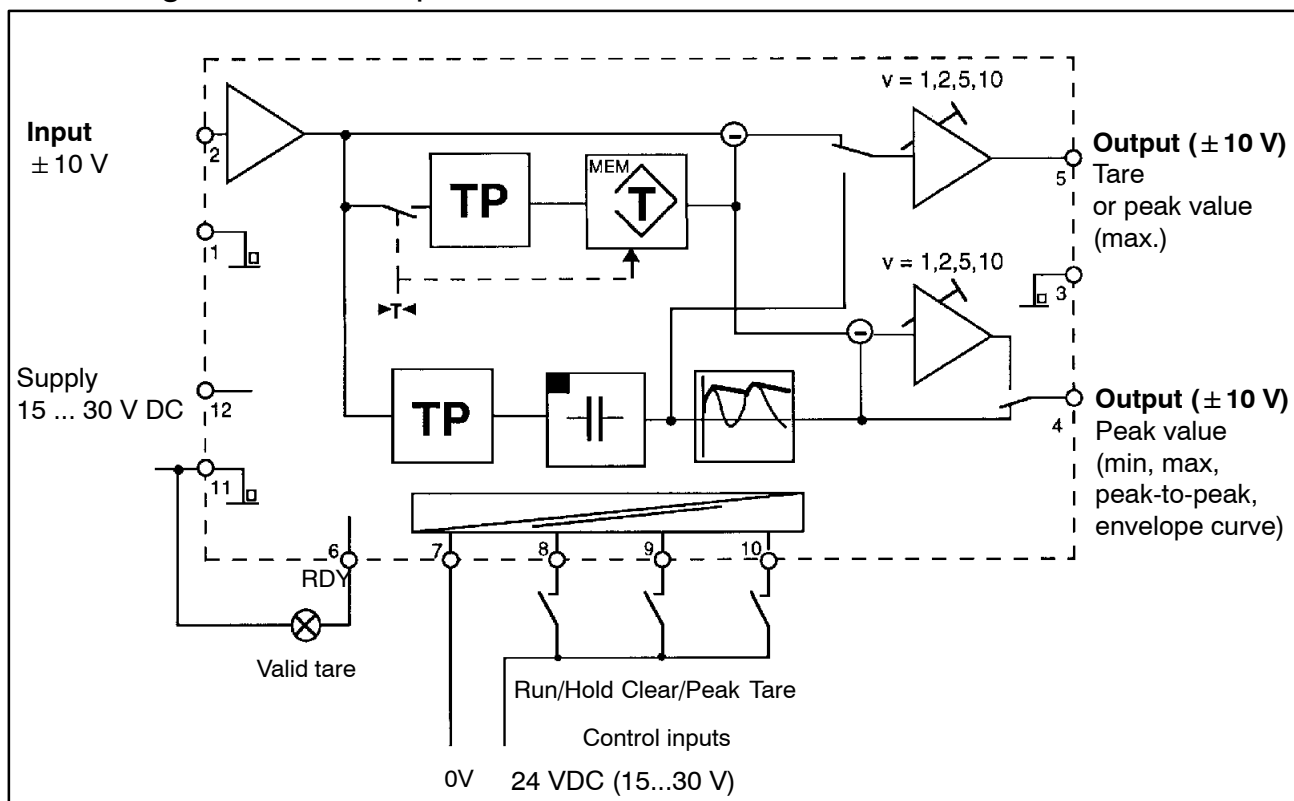 v = 1,2,5,10
Input
± 10 V
2
Output (± 10 V)
Tare
or peak value
(max.)
5
MEM
TP
T
1
T
v = 1,2,5,10
3
Supply
15 ... 30 V DC
12
TP
Output (± 10 V)
Peak value
(min, max,
peak-to-peak,
envelope curve)
4
11
6
7
8
9
10
RDY
Valid tare
Run/Hold Clear/Peak Tare
Control inputs
0V
24 VDC (15...30 V)